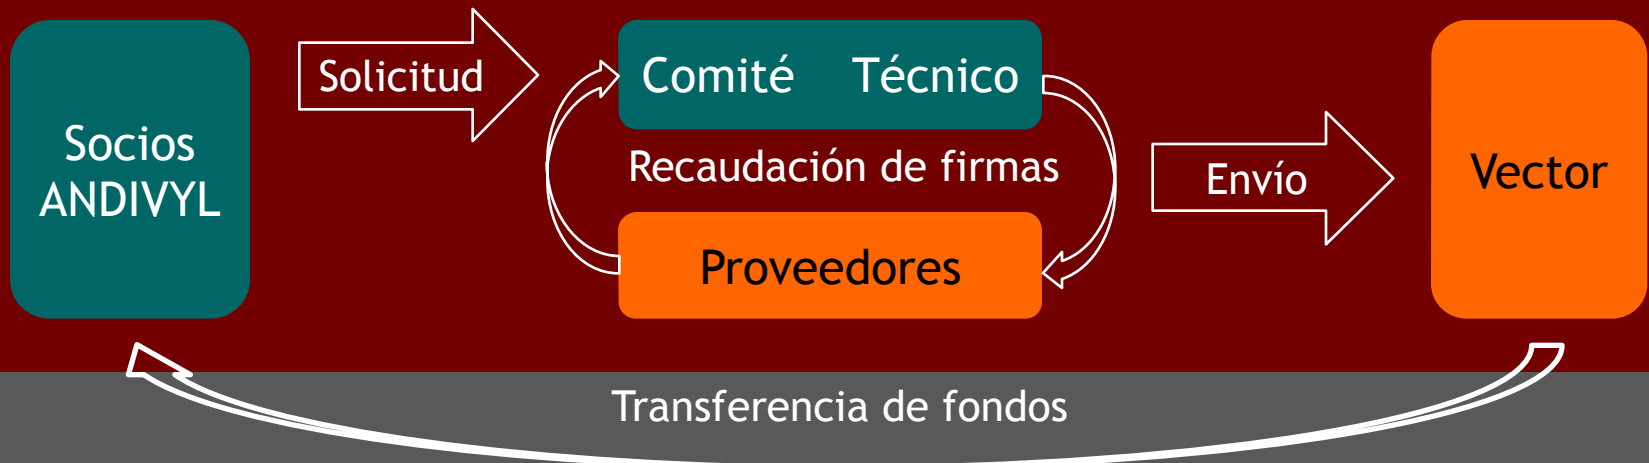 Socios
ANDIVYL
Solicitud
Comité Técnico
Recaudación de firmas
Proveedores
Envío
Vector
Transferencia de fondos